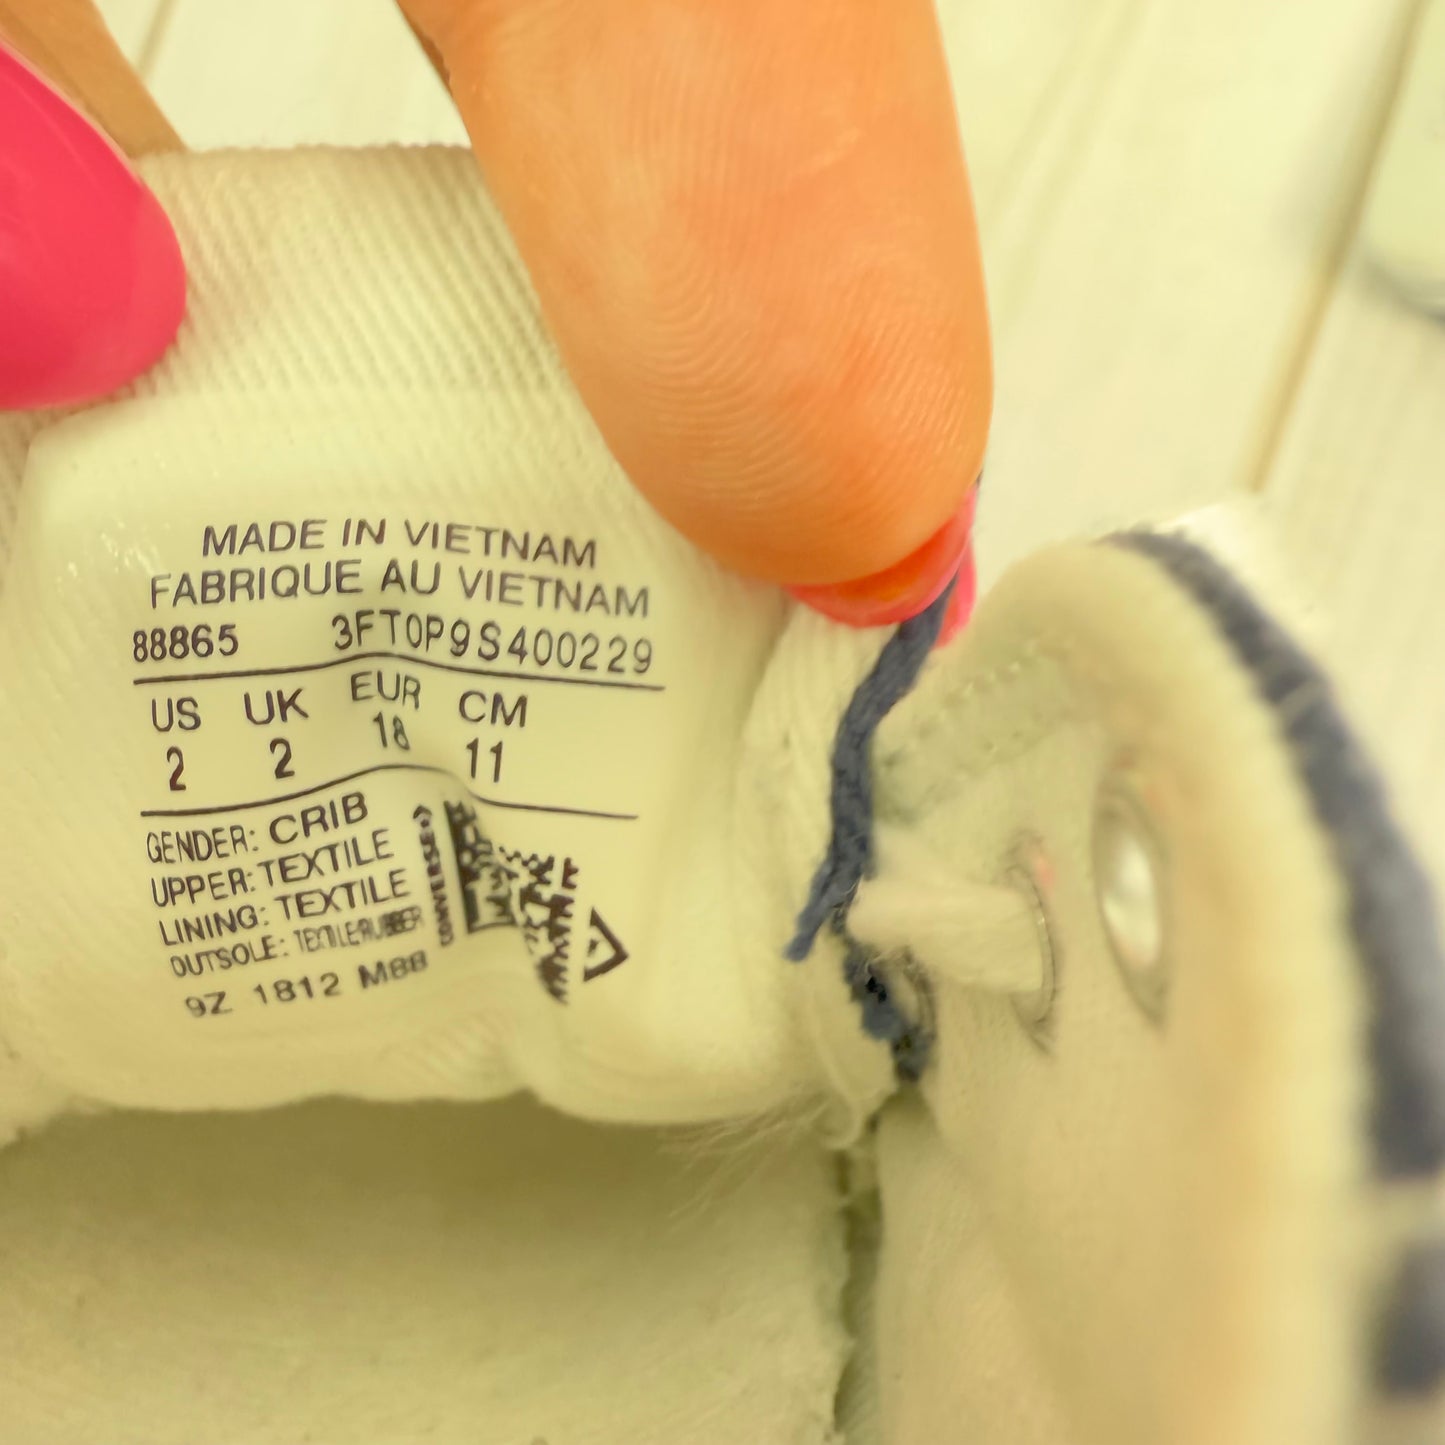 MADE IN VIETNAM
FABRIQUE AU VIETNAM
88865 3FT0P9S400229
US UK EUR CM
2 2 18 11
GENDER: CRIB
UPPER: TEXTILE
LINING: TEXTILE
OUTSOLE: TEXTILE/RUBBER
9Z 1812 M88